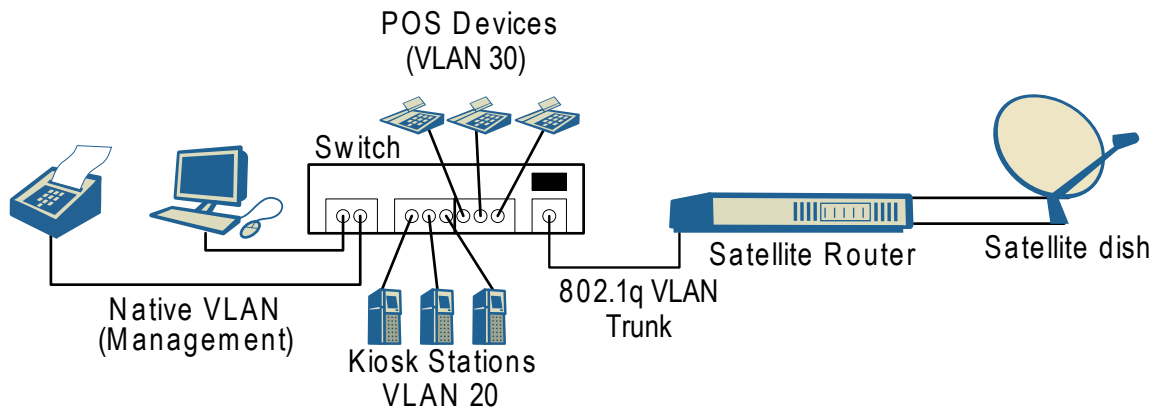 POS Devices
(VLAN 30)
Switch
Satellite Router
Satellite dish
802.1q VLAN
Trunk
Native VLAN
(Management)
Kiosk Stations
VLAN 20